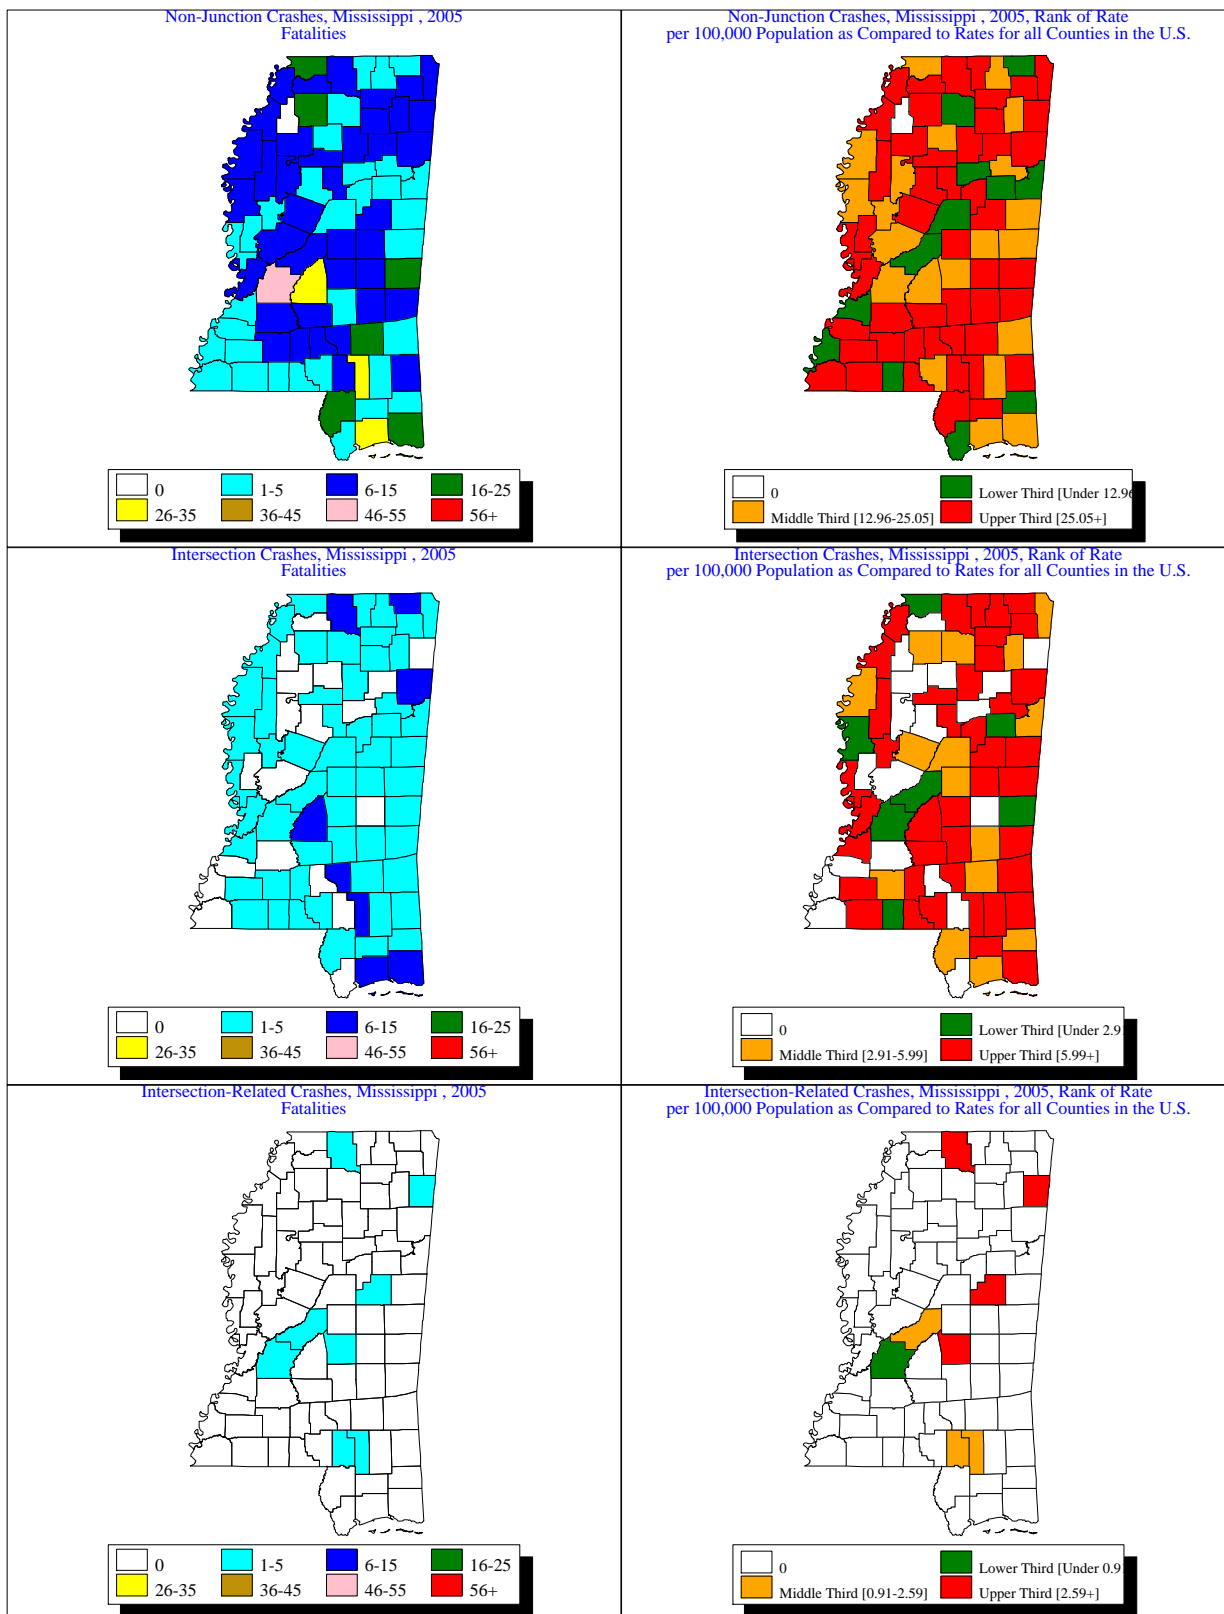 Non-Junction Crashes, Mississippi , 2005
Fatalities
0
1-5
6-15
16-25
26-35
36-45
46-55
56+
Non-Junction Crashes, Mississippi , 2005, Rank of Rate
per 100,000 Population as Compared to Rates for all Counties in the U.S.
0
Lower Third [Under 12.96
Middle Third [12.96-25.05]
Upper Third [25.05+]
Intersection Crashes, Mississippi , 2005
Fatalities
0
1-5
6-15
16-25
26-35
36-45
46-55
56+
Intersection Crashes, Mississippi , 2005, Rank of Rate
per 100,000 Population as Compared to Rates for all Counties in the U.S.
0
Lower Third [Under 2.9
Middle Third [2.91-5.99]
Upper Third [5.99+]
Intersection-Related Crashes, Mississippi , 2005
Fatalities
0
1-5
6-15
16-25
26-35
36-45
46-55
56+
Intersection-Related Crashes, Mississippi , 2005, Rank of Rate
per 100,000 Population as Compared to Rates for all Counties in the U.S.
0
Lower Third [Under 0.9
Middle Third [0.91-2.59]
Upper Third [2.59+]